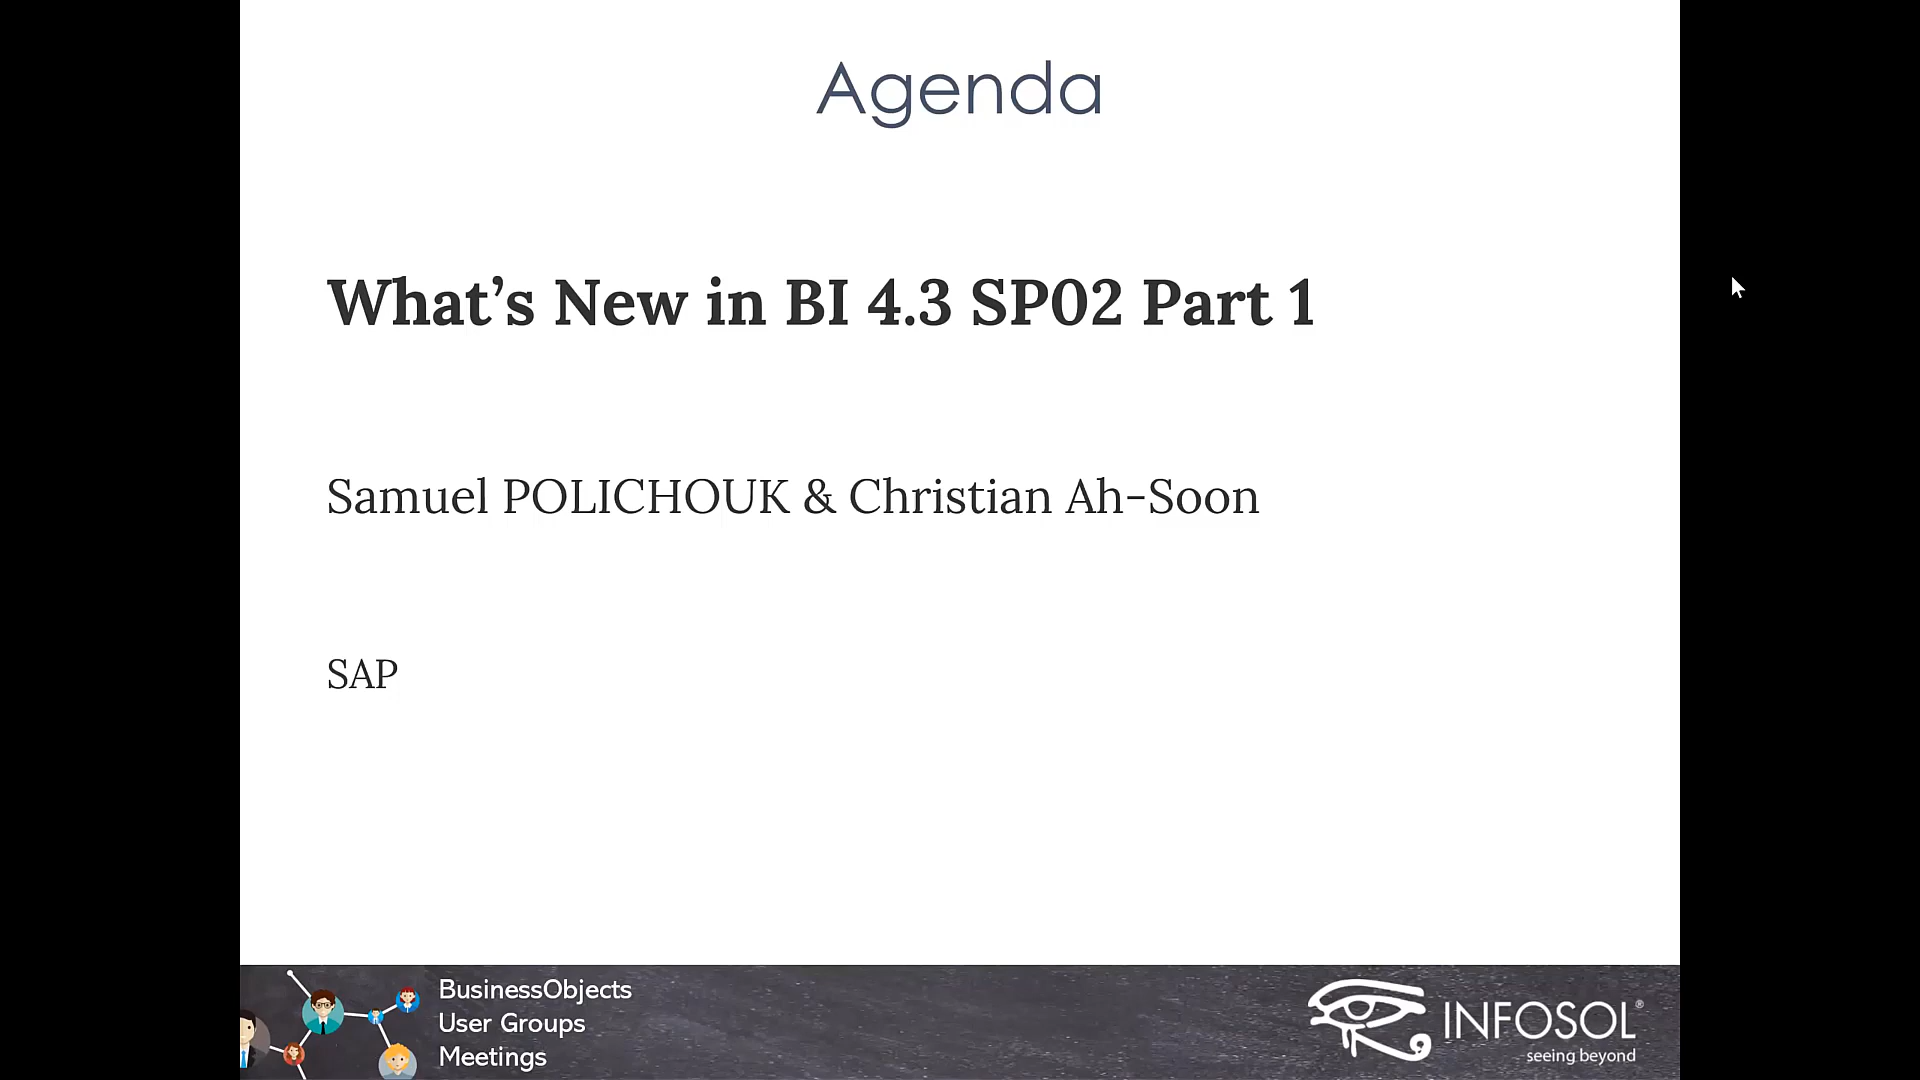 Agenda
What’s New in BI 4.3 SP02 Part 1
Samuel POLICHOUK & Christian Ah-Soon
SAP
BusinessObjects
User Groups
Meetings
INFOSOL®
seeing beyond